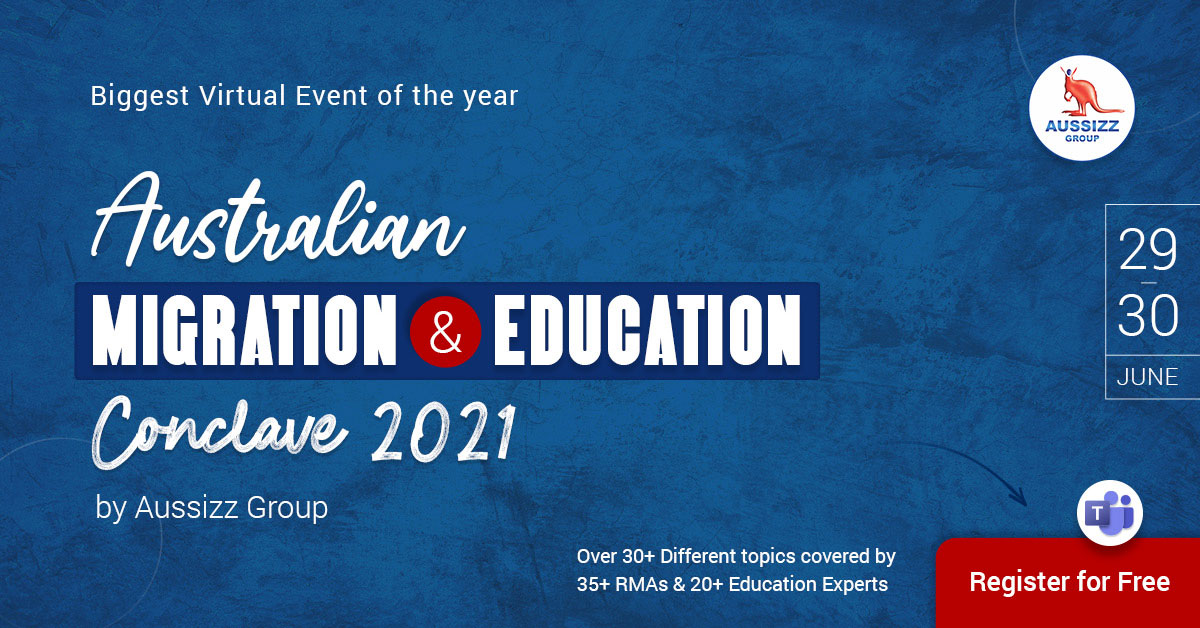 Biggest Virtual Event of the year
AUSSIZZ
GROUP
Australian
MIGRATION & EDUCATION
Conclave 2021
by Aussizz Group
29
–
30
JUNE
T
Over 30+ Different topics covered by
35+ RMAs & 20+ Education Experts
Register for Free